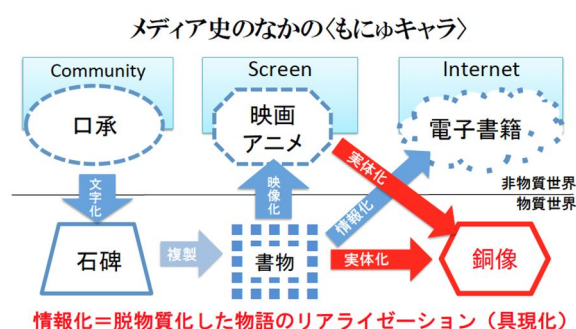 メディア史のなかの〈もにゅキャラ〉
Community
Screen
Internet
口承
映画
アニメ
電子書籍
文字化
映像化
情報化
実体化
非物質世界
物質世界
石碑
複製
書物
実体化
銅像
情報化＝脱物質化した物語のリアライゼーション（具現化）